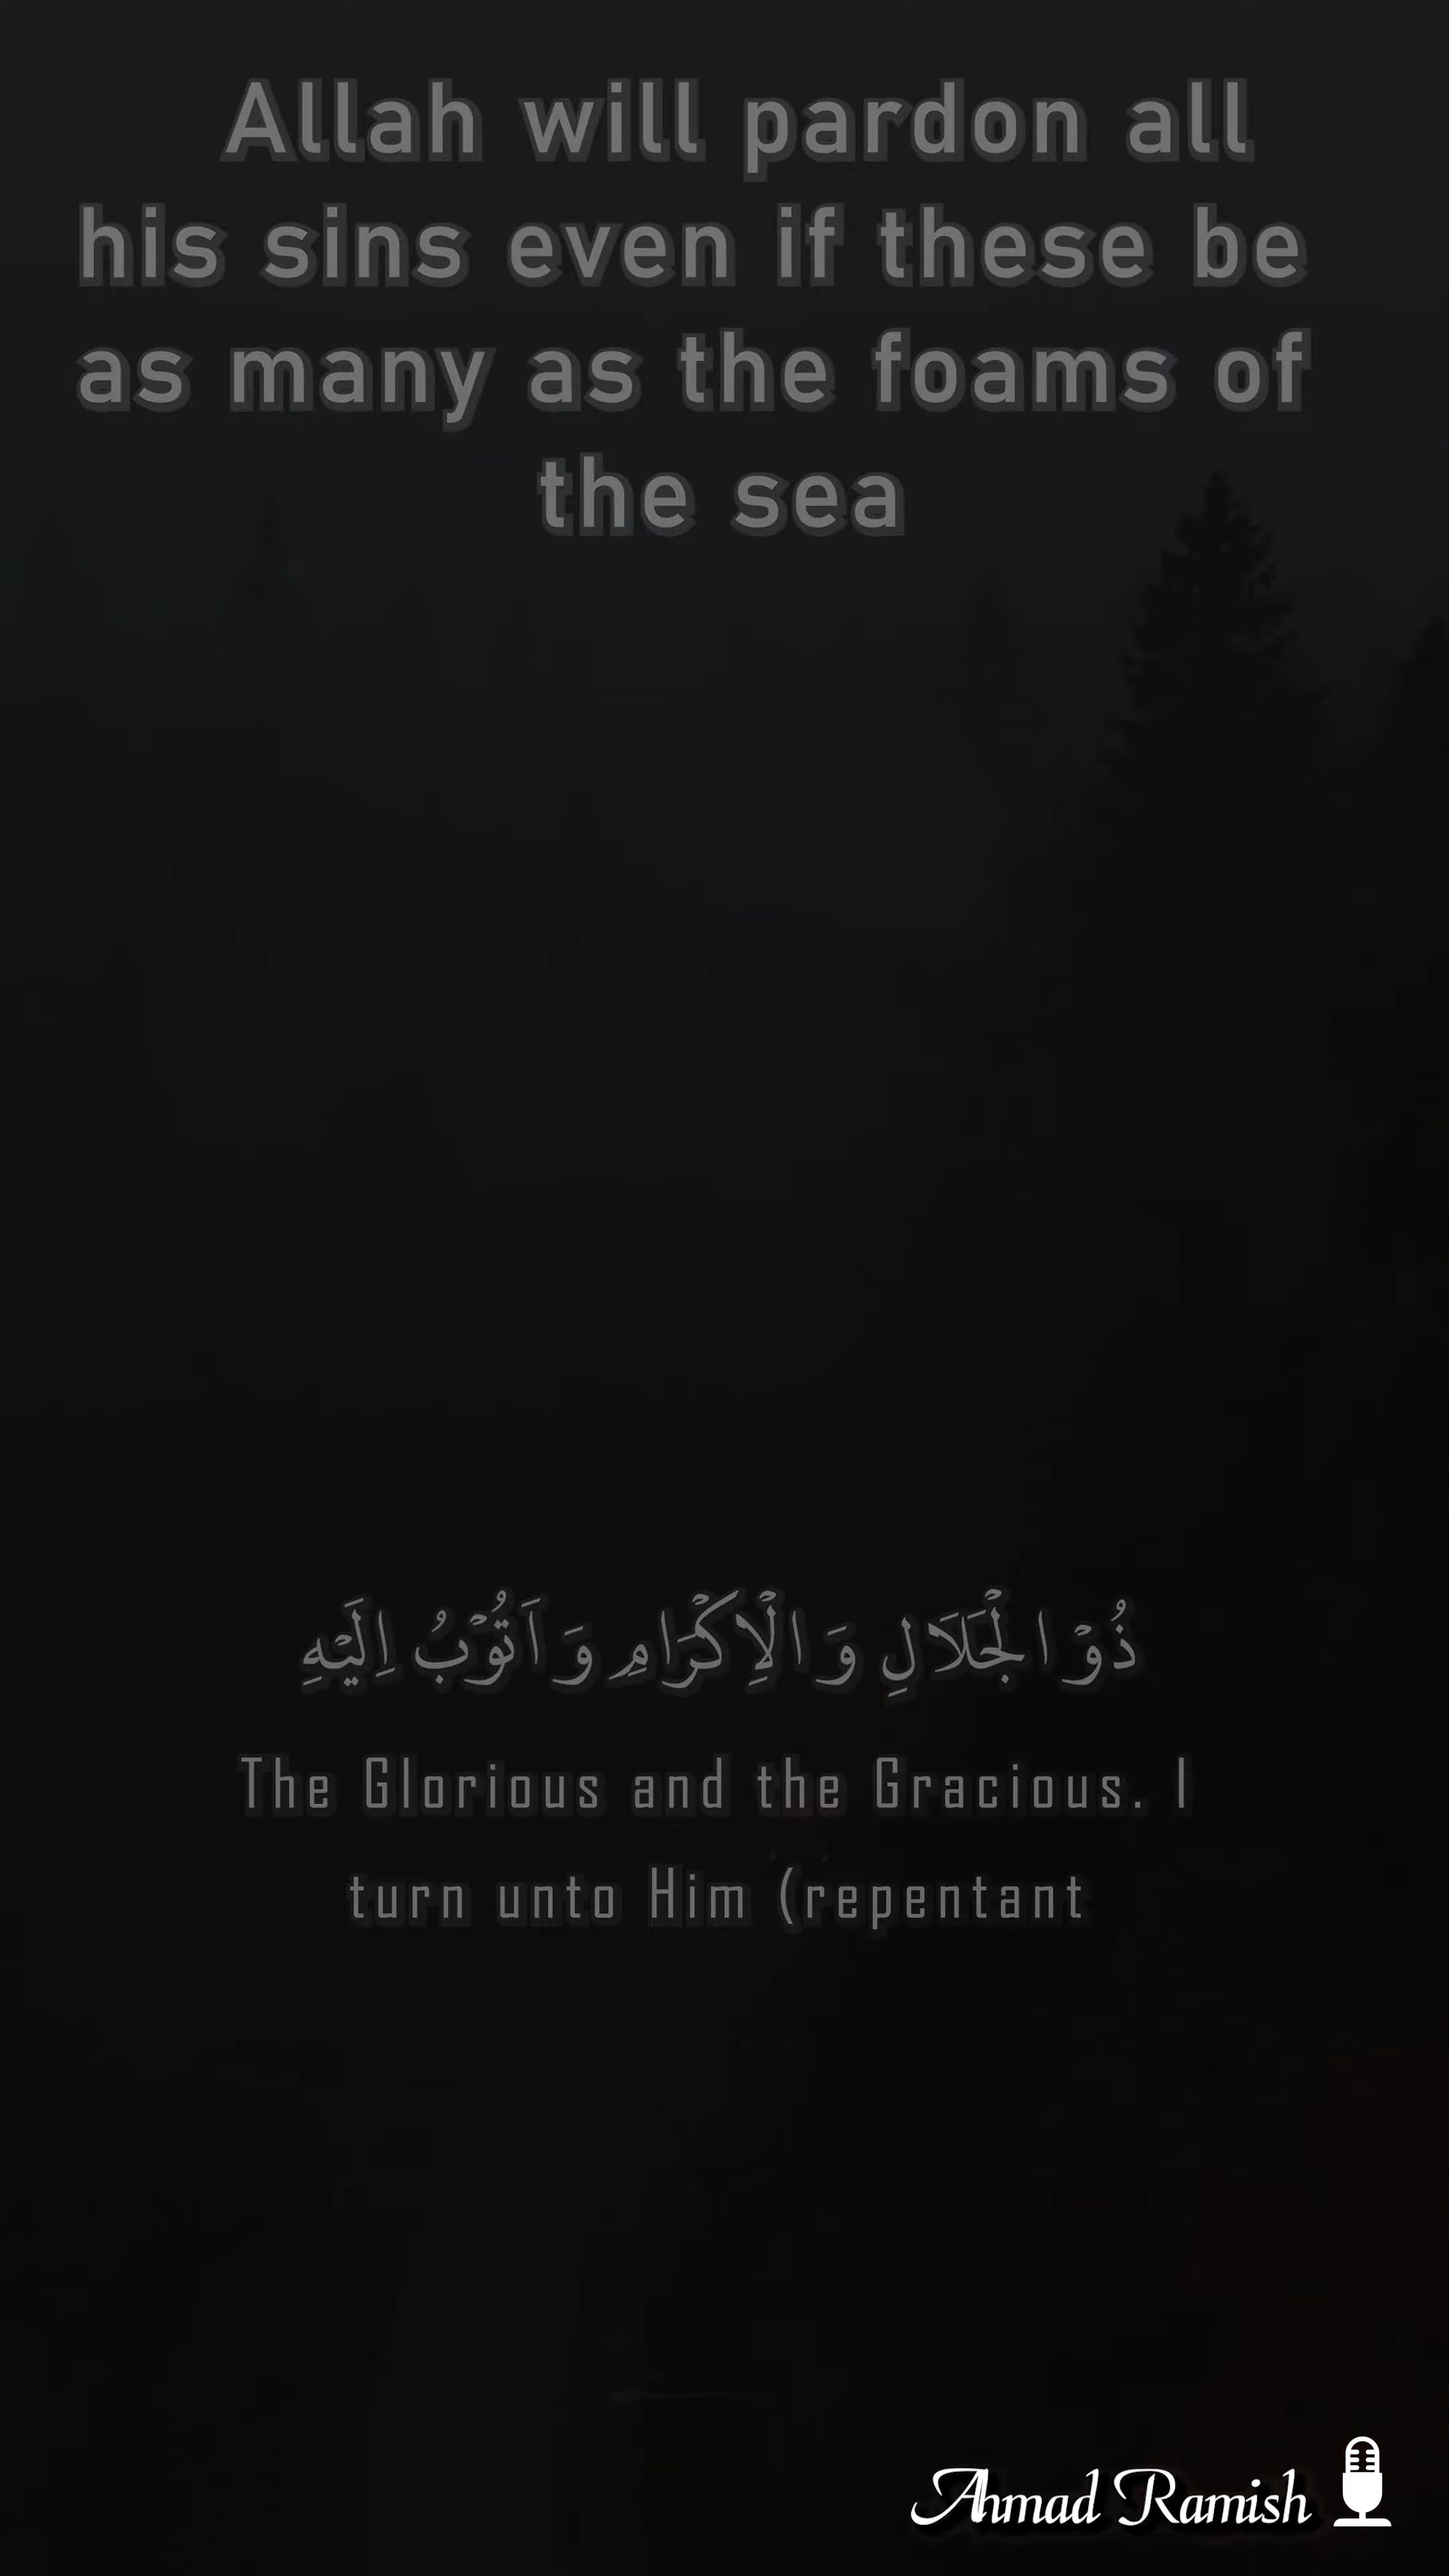 Allah will pardon all
his sins even if these be
as many as the foams of
the sea
ذُوْ الْجَلَالِ وَ الْاِكْرَامِ وَ اَتُوْبُ اِلَيْهِ
The Glorious and the Gracious. I
turn unto Him (repentant
Ahmad Ramish